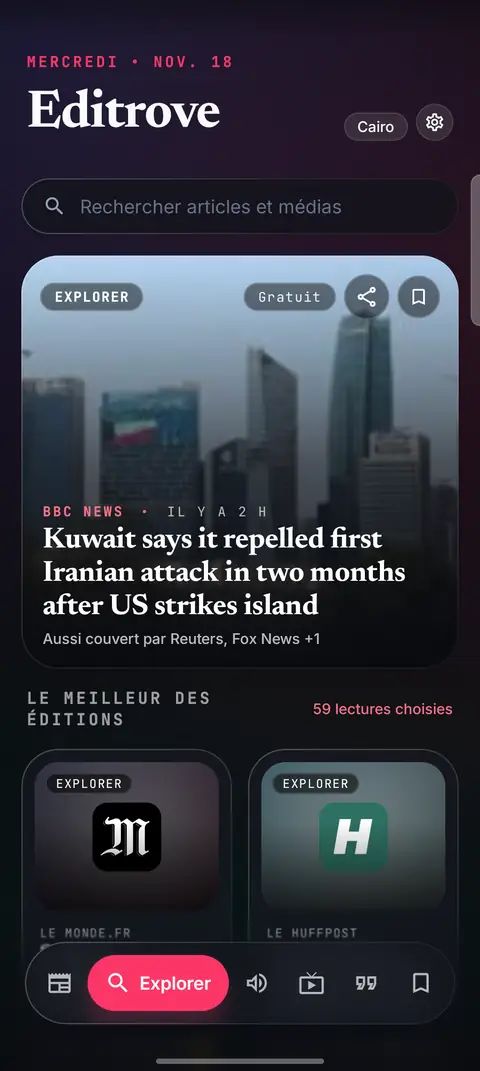 MERCREDI • NOV. 18
Editrove
Cairo
Rechercher articles et médias
EXPLORER
Gratuit
BBC NEWS • IL Y A 2 H
Kuwait says it repelled first
Iranian attack in two months
after US strikes island
Aussi couvert par Reuters, Fox News +1
LE MEILLEUR DES
ÉDITIONS
59 lectures choisies
EXPLORER
M
LE MONDE.FR
EXPLORER
H
LE HUFFPOST
Explorer